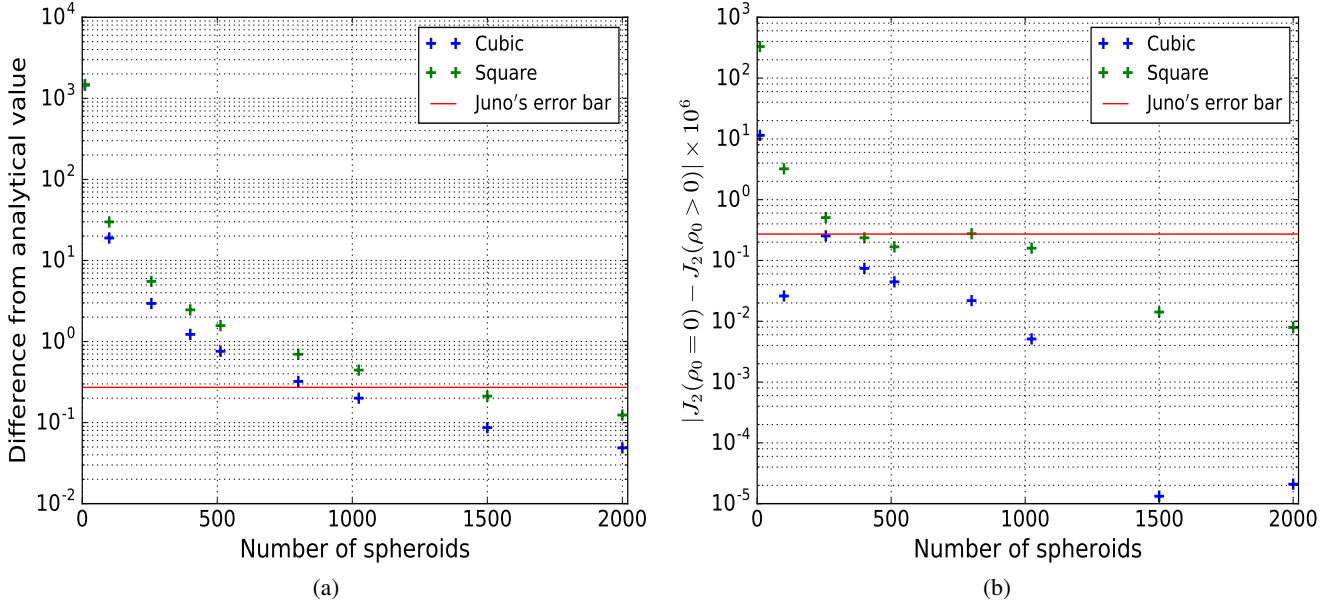 Difference from analytical value
10^4
10^3
10^2
10^1
10^0
10^-1
10^-2
0 500 1000 1500 2000
Number of spheroids
Cubic
Square
Juno's error bar
(a)
|J_2(ρ_0 = 0) − J_2(ρ_0 > 0)| × 10^6
10^3
10^2
10^1
10^0
10^-1
10^-2
10^-3
10^-4
10^-5
0 500 1000 1500 2000
Number of spheroids
Cubic
Square
Juno's error bar
(b)